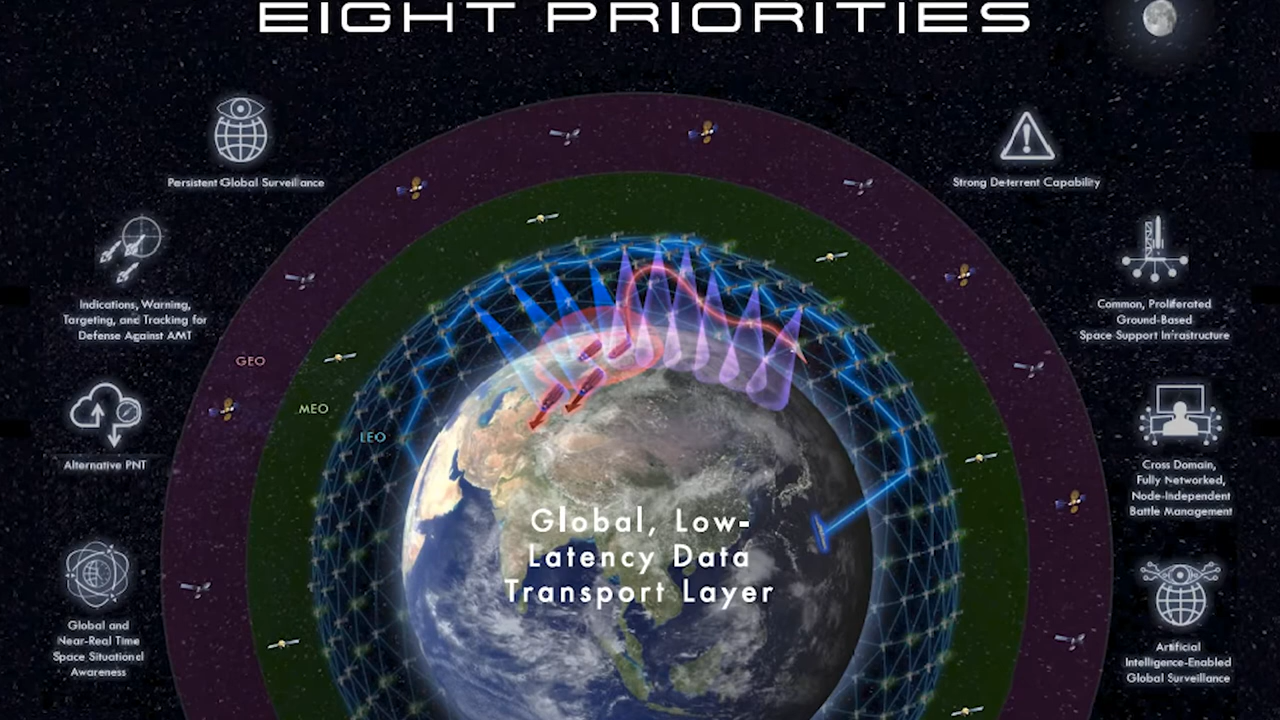 EIGHT PRIORITIES
Persistent Global Surveillance
Indications, Warning,
Targeting, and Tracking for
Defense Against AMT
Alternative PNT
Global and
Near-Real Time
Space Situational
Awareness
GEO
MEO
LEO
Global, Low-
Latency Data
Transport Layer
Strong Deterrent Capability
Common, Proliferated
Ground-Based
Space Support Infrastructure
Cross Domain,
Fully Networked,
Node-Independent
Battle Management
Artificial
Intelligence-Enabled
Global Surveillance